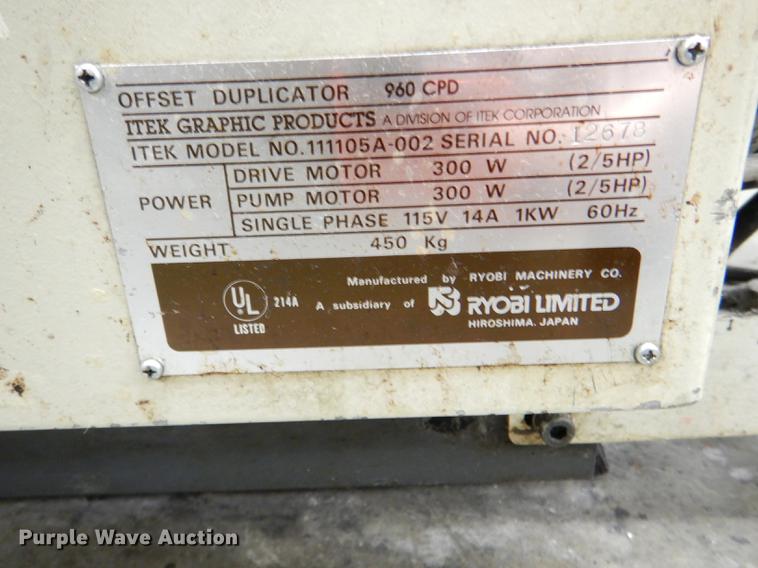 OFFSET DUPLICATOR 960 CPD
ITEK GRAPHIC PRODUCTS A DIVISION OF ITEK CORPORATION
ITEK MODEL NO.111105A-002 SERIAL NO. 12678
POWER
DRIVE MOTOR 300 W (2/5HP)
PUMP MOTOR 300 W (2/5HP)
SINGLE PHASE 115V 14A 1KW 60Hz
WEIGHT 450 Kg
UL LISTED 214A
Manufactured by RYOBI MACHINERY CO.
A subsidiary of RYOBI LIMITED
HIROSHIMA, JAPAN
Purple Wave Auction